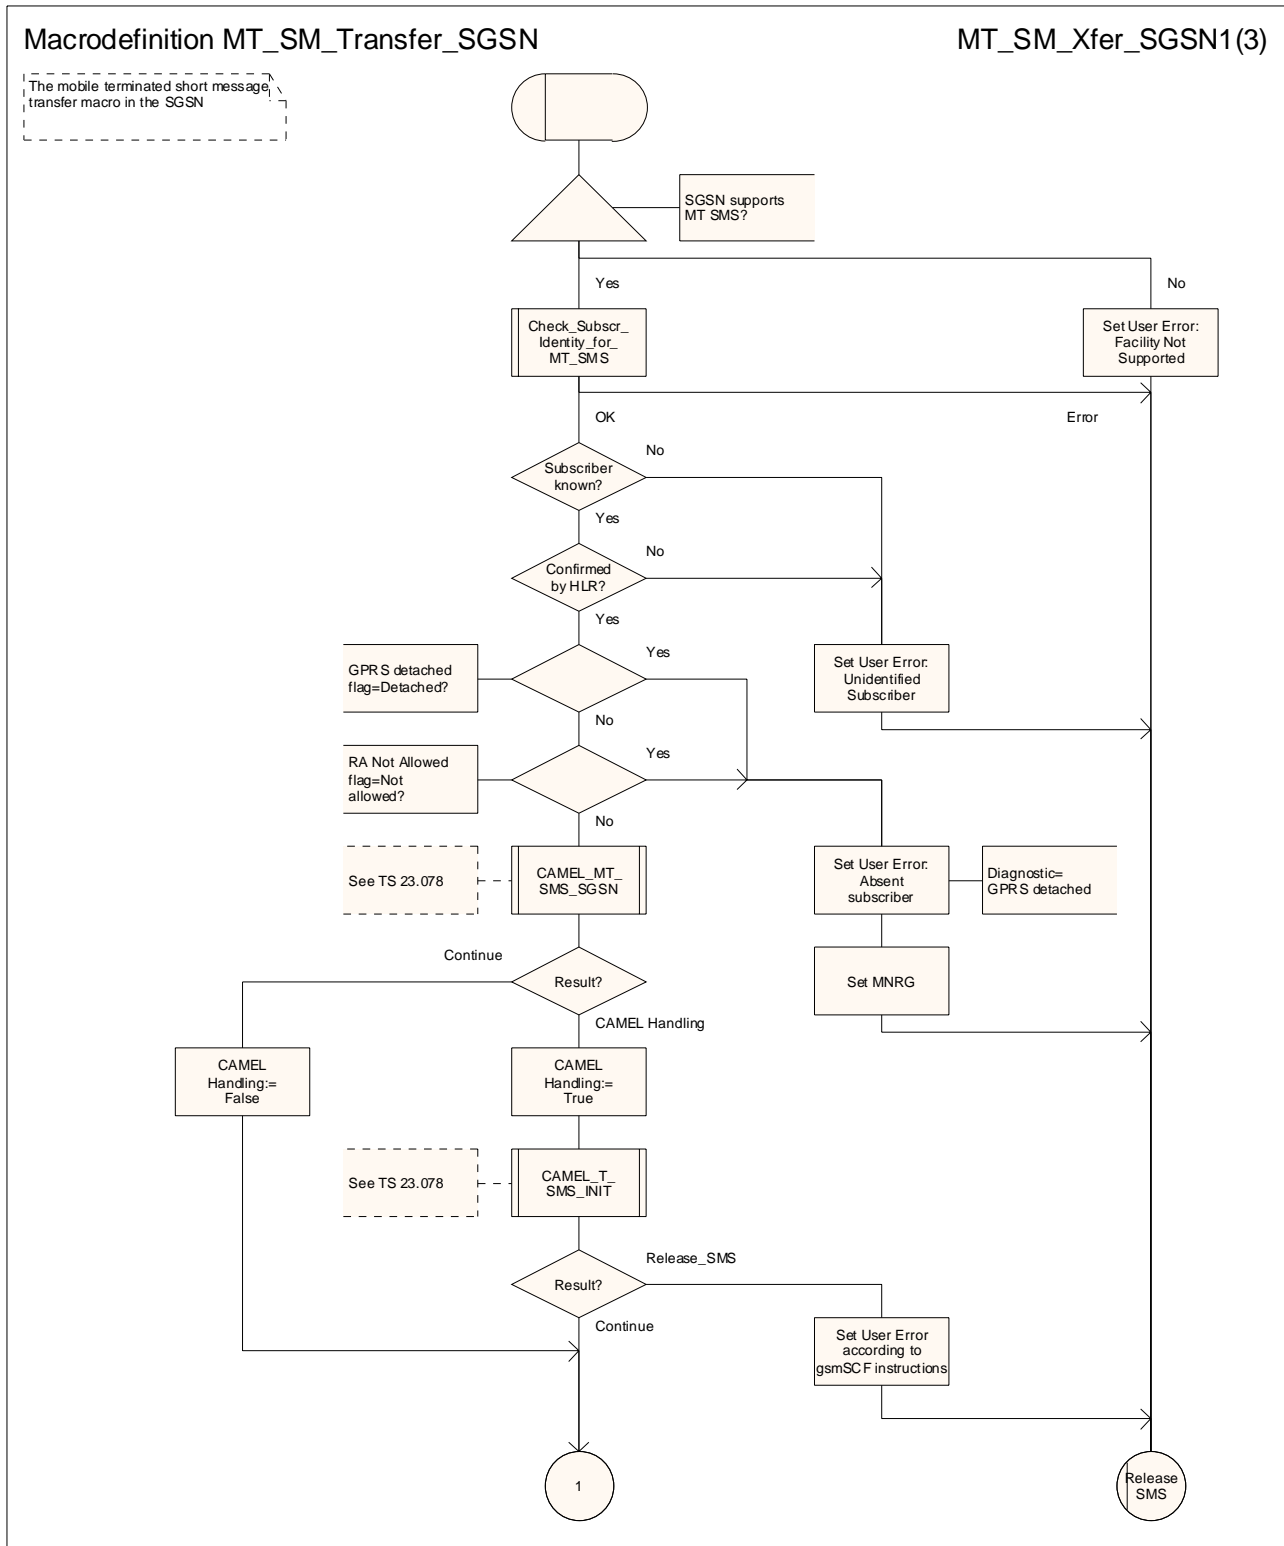 Macrodefinition MT_SM_Transfer_SGSN
MT_SM_Xfer_SGSN1(3)
The mobile terminated short message
transfer macro in the SGSN
SGSN supports
MT SMS?
Yes
No
Check_Subscr_
Identity_for_
MT_SMS
Set User Error:
Facility Not
Supported
OK
Error
Subscriber
known?
No
Yes
Confirmed
by HLR?
No
Yes
GPRS detached
flag=Detached?
Yes
Set User Error:
Unidentified
Subscriber
No
RA Not Allowed
flag=Not
allowed?
Yes
No
See TS 23.078
CAMEL_MT_
SMS_SGSN
Set User Error:
Absent
subscriber
Diagnostic=
GPRS detached
Continue
Result?
Set MNRG
CAMEL Handling
CAMEL
Handling:=
False
CAMEL
Handling:=
True
See TS 23.078
CAMEL_T_
SMS_INIT
Release_SMS
Result?
Continue
Set User Error
according to
gsmSCF instructions
1
Release
SMS